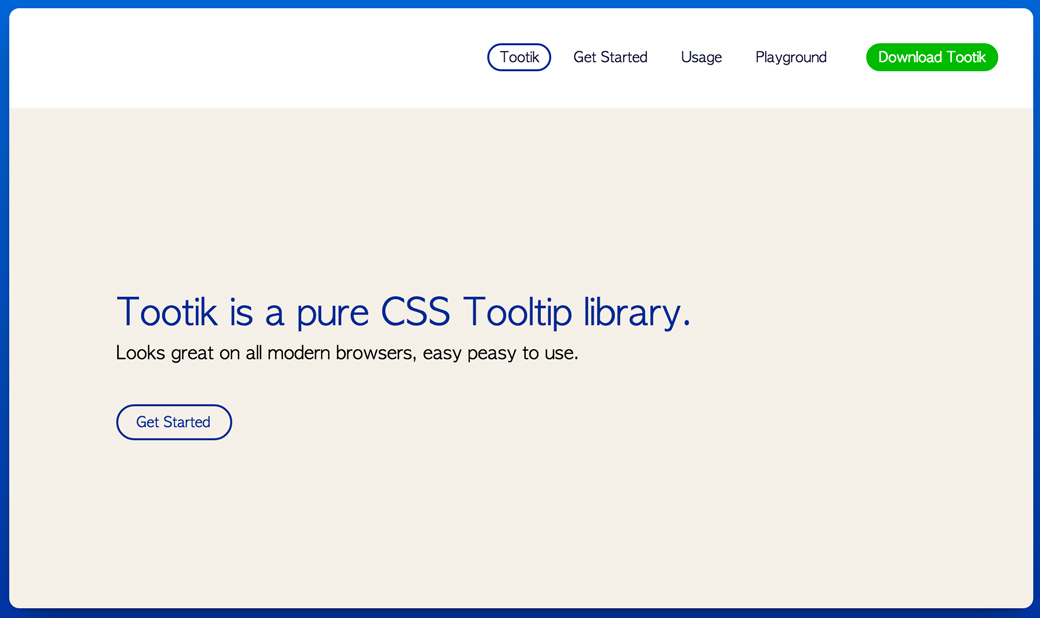 Tootik Get Started Usage Playground Download Tootik
Tootik is a pure CSS Tooltip library.
Looks great on all modern browsers, easy peasy to use.
Get Started